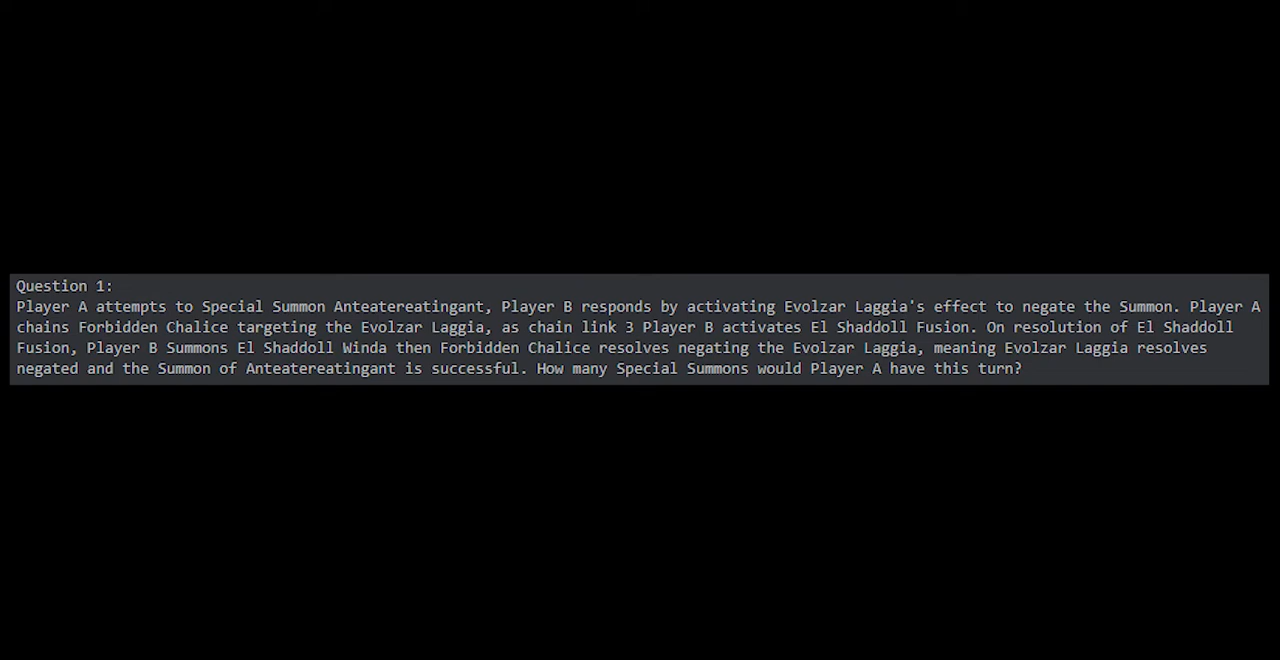 Question 1:
Player A attempts to Special Summon Anteatereatingant, Player B responds by activating Evolzar Laggia's effect to negate the Summon. Player A
chains Forbidden Chalice targeting the Evolzar Laggia, as chain link 3 Player B activates El Shaddoll Fusion. On resolution of El Shaddoll
Fusion, Player B Summons El Shaddoll Winda then Forbidden Chalice resolves negating the Evolzar Laggia, meaning Evolzar Laggia resolves
negated and the Summon of Anteatereatingant is successful. How many Special Summons would Player A have this turn?